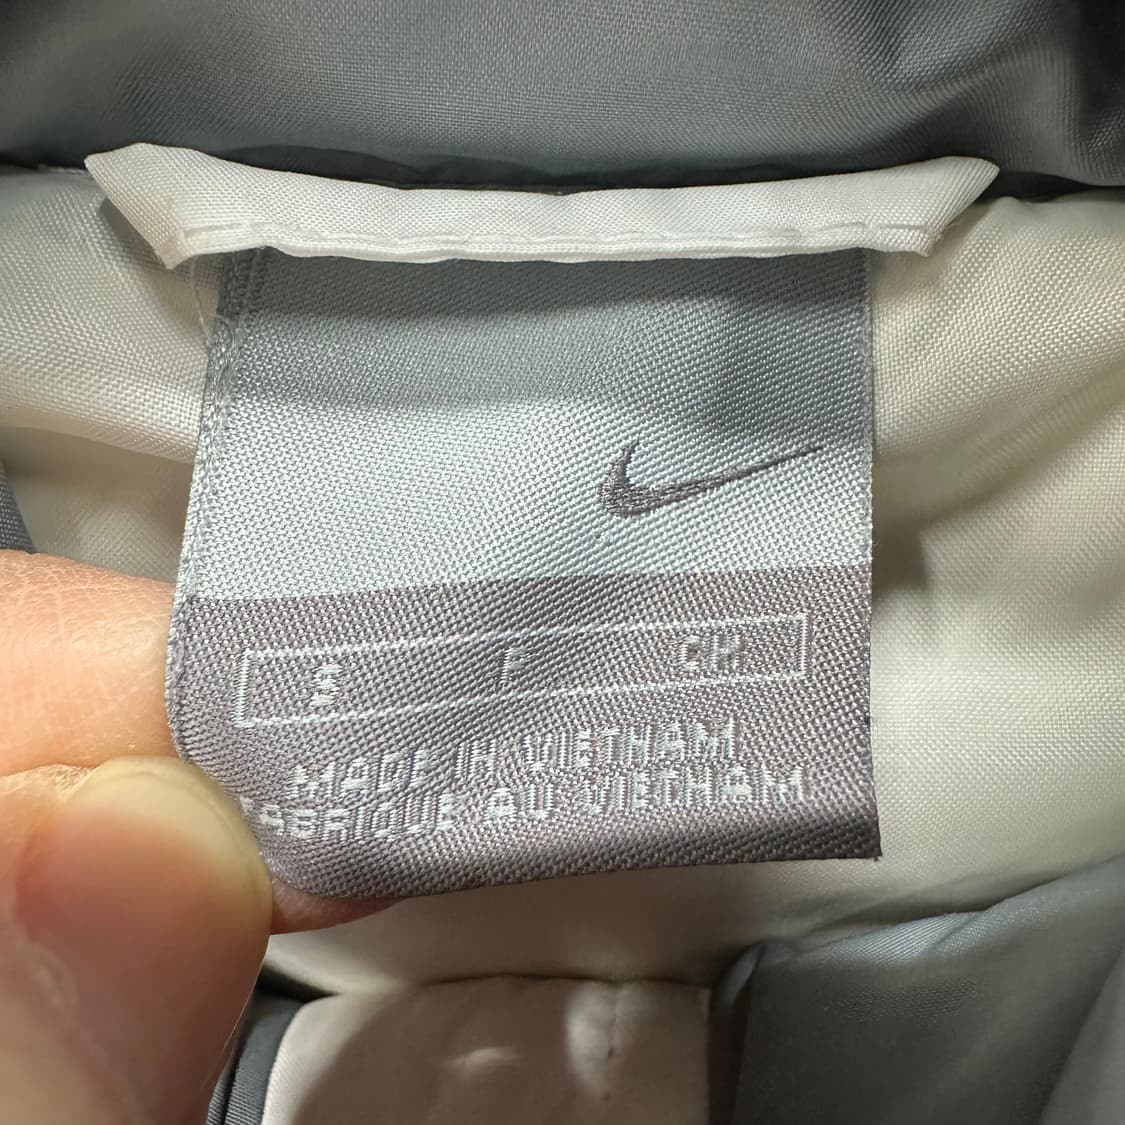 S P CH
MADE IN VIETNAM
FABRIQUE AU VIETNAM